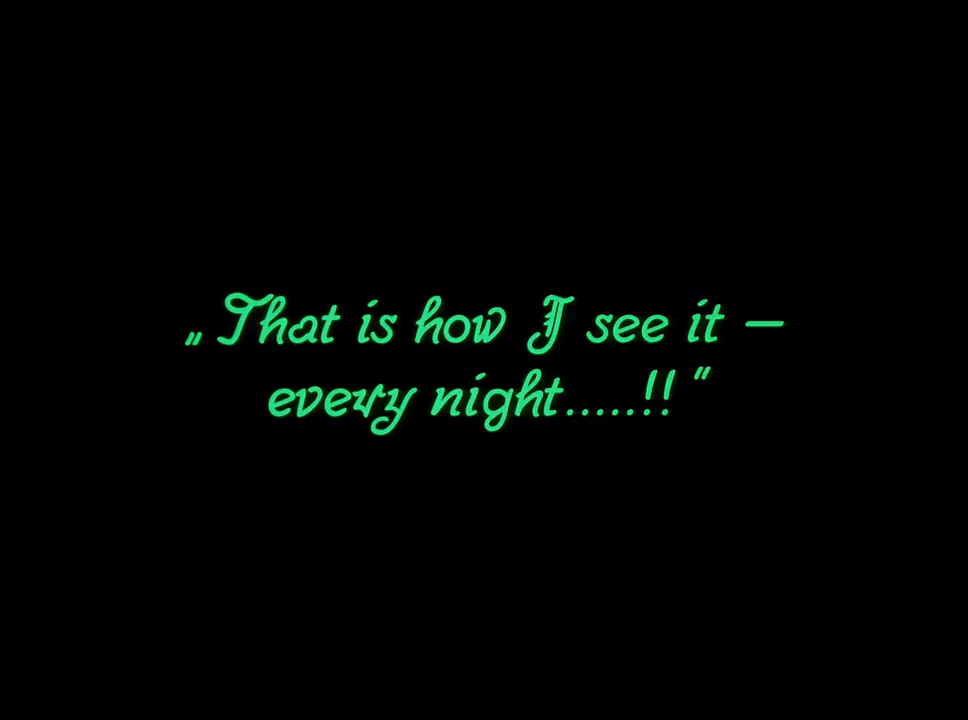 „That is how I see it —
every night.....!!"